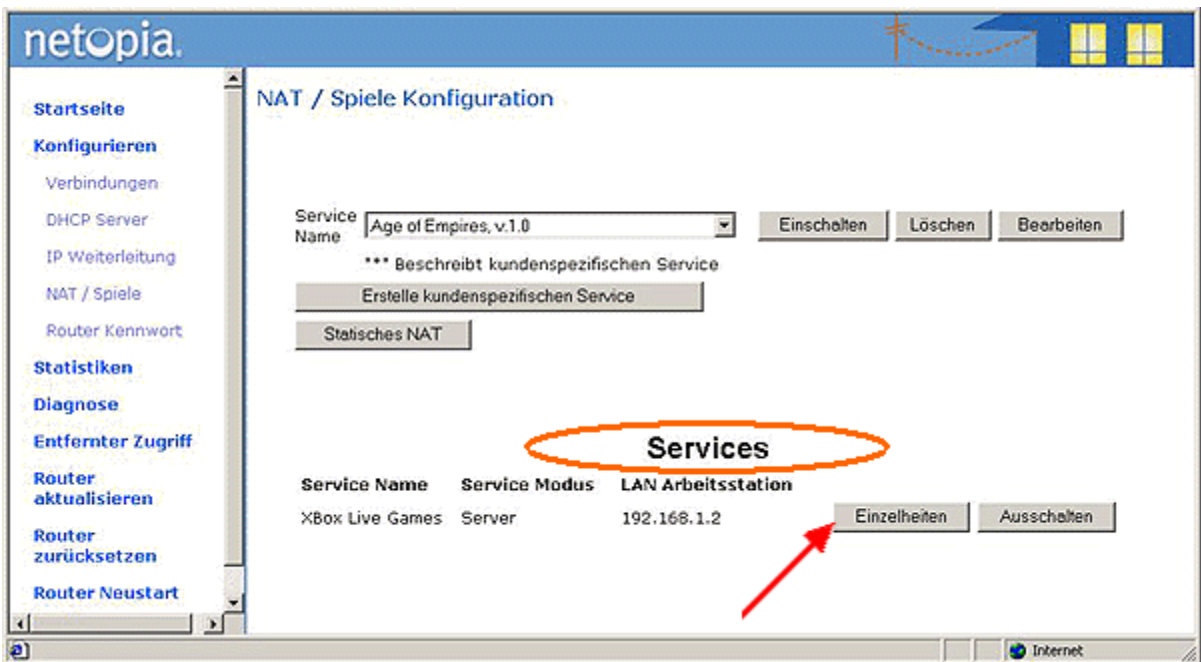 netopia.
Startseite
Konfigurieren
Verbindungen
DHCP Server
IP Weiterleitung
NAT / Spiele
Router Kennwort
Statistiken
Diagnose
Entfernter Zugriff
Router
aktualisieren
Router
zurücksetzen
Router Neustart
NAT / Spiele Konfiguration
Service
Name
Age of Empires, v.1.0
Einschalten
Löschen
Bearbeiten
*** Beschreibt kundenspezifischen Service
Erstelle kundenspezifischen Service
Statisches NAT
Services
Service Name Service Modus LAN Arbeitsstation
XBox Live Games Server 192.168.1.2 Einzelheiten Ausschalten
Internet